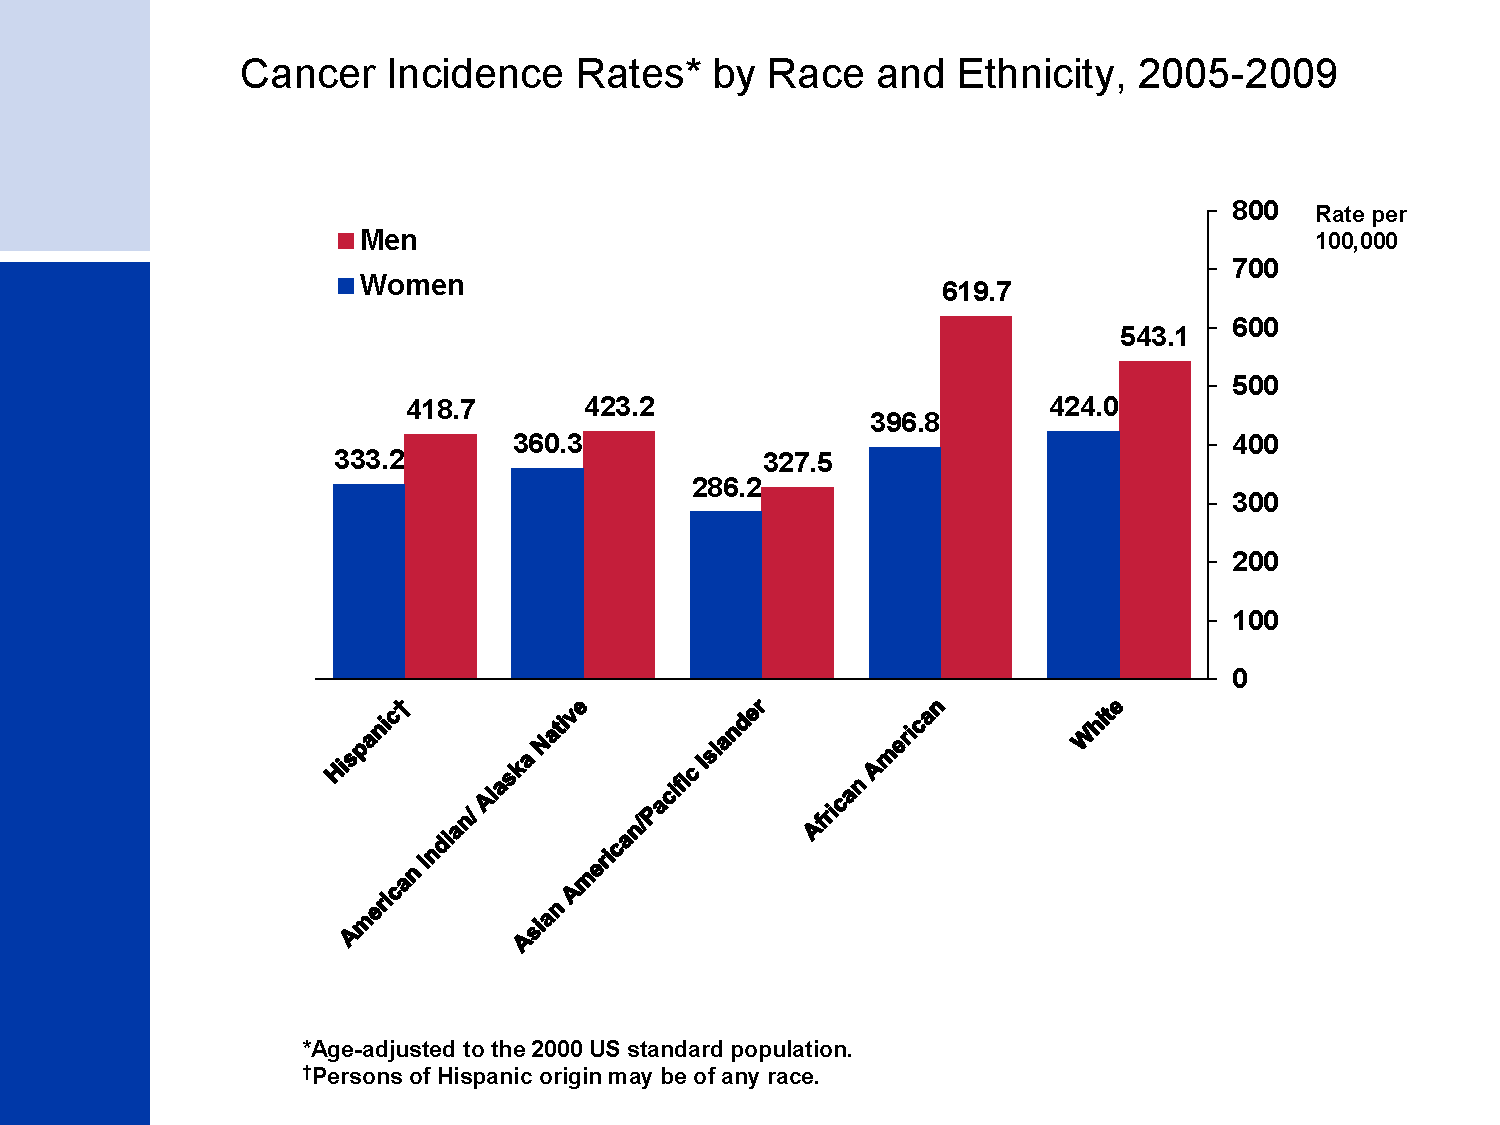 Cancer Incidence Rates* by Race and Ethnicity, 2005-2009
Men
Women
Rate per
100,000
800
700
600
500
400
300
200
100
0
333.2
418.7
360.3
423.2
286.2
327.5
396.8
619.7
424.0
543.1
Hispanic†
American Indian/ Alaska Native
Asian American/Pacific Islander
African American
White
*Age-adjusted to the 2000 US standard population.
†Persons of Hispanic origin may be of any race.